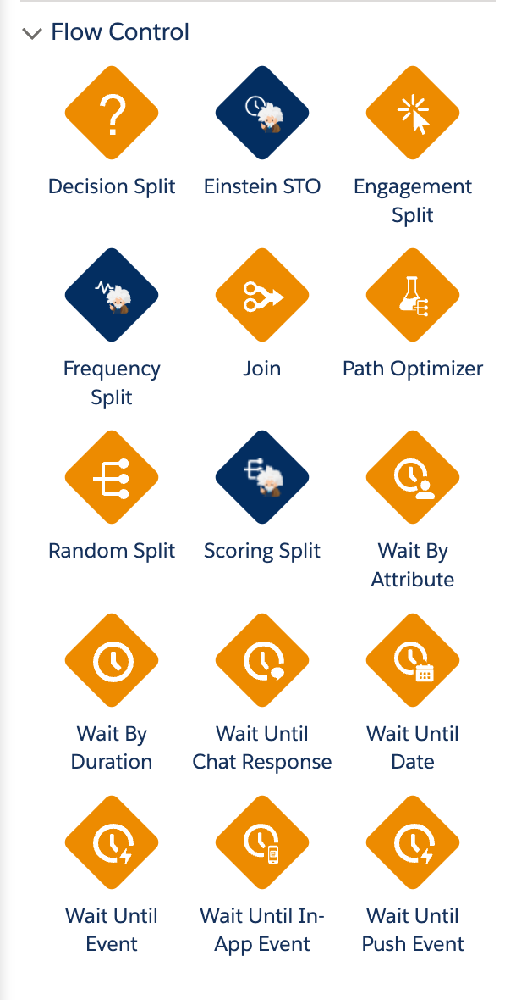 Flow Control
?
Decision Split
Einstein STO
Engagement
Split
Frequency
Split
Join
Path Optimizer
Random Split
Scoring Split
Wait By
Attribute
Wait By
Duration
Wait Until
Chat Response
Wait Until
Date
Wait Until
Event
Wait Until In-
App Event
Wait Until
Push Event